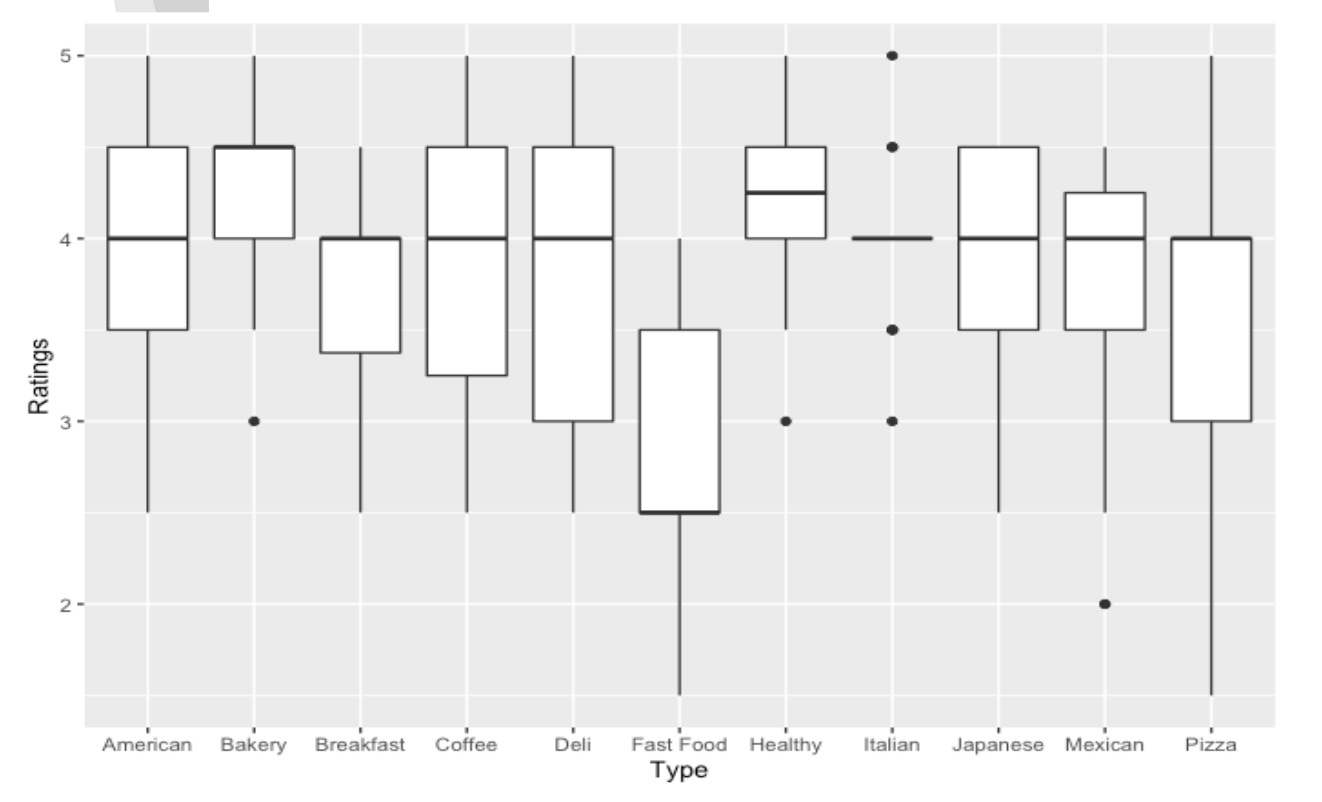 5
4
3
2
Ratings
American Bakery Breakfast Coffee Deli Fast Food Healthy Italian Japanese Mexican Pizza
Type